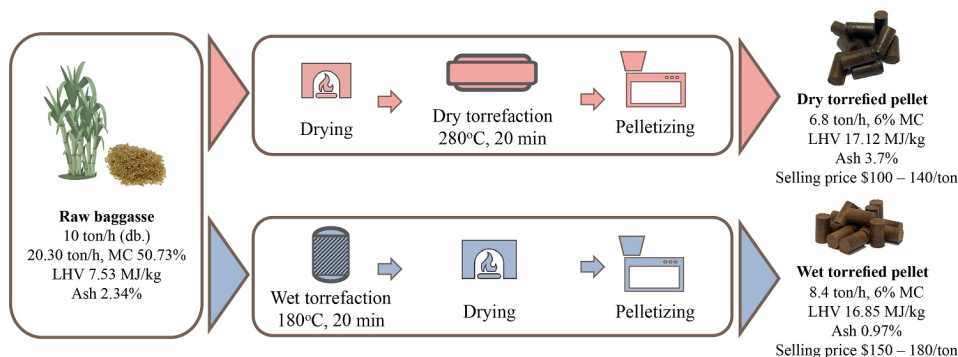 Raw baggasse
10 ton/h (db.)
20.30 ton/h, MC 50.73%
LHV 7.53 MJ/kg
Ash 2.34%
Drying
Dry torrefaction
280°C, 20 min
Pelletizing
Dry torrefied pellet
6.8 ton/h, 6% MC
LHV 17.12 MJ/kg
Ash 3.7%
Selling price $100 – 140/ton
Wet torrefaction
180°C, 20 min
Drying
Pelletizing
Wet torrefied pellet
8.4 ton/h, 6% MC
LHV 16.85 MJ/kg
Ash 0.97%
Selling price $150 – 180/ton